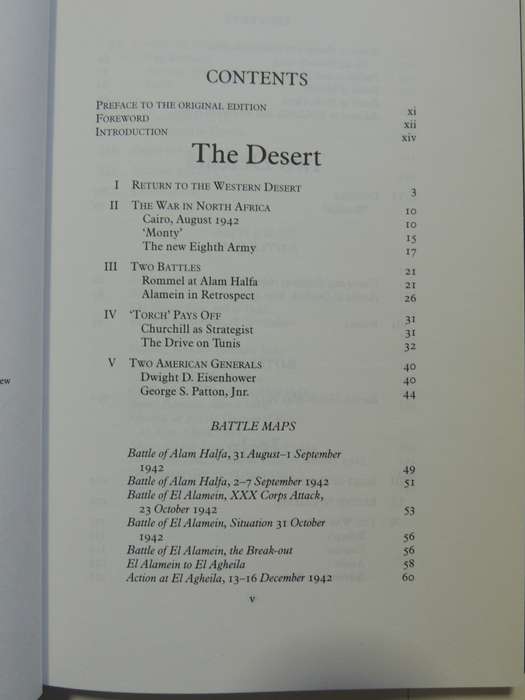 CONTENTS
PREFACE TO THE ORIGINAL EDITION xi
FOREWORD xii
INTRODUCTION xiv
The Desert
I RETURN TO THE WESTERN DESERT 3
II THE WAR IN NORTH AFRICA 10
Cairo, August 1942 10
‘Monty’ 15
The new Eighth Army 17
III TWO BATTLES 21
Rommel at Alam Halfa 21
Alamein in Retrospect 26
IV ‘TORCH’ PAYS OFF 31
Churchill as Strategist 31
The Drive on Tunis 32
V TWO AMERICAN GENERALS 40
Dwight D. Eisenhower 40
George S. Patton, Jnr. 44
BATTLE MAPS
Battle of Alam Halfa, 31 August–1 September
1942 49
Battle of Alam Halfa, 2–7 September 1942 51
Battle of El Alamein, XXX Corps Attack,
23 October 1942 53
Battle of El Alamein, Situation 31 October
1942 56
Battle of El Alamein, the Break-out 56
El Alamein to El Agheila 58
Action at El Agheila, 13–16 December 1942 60
v